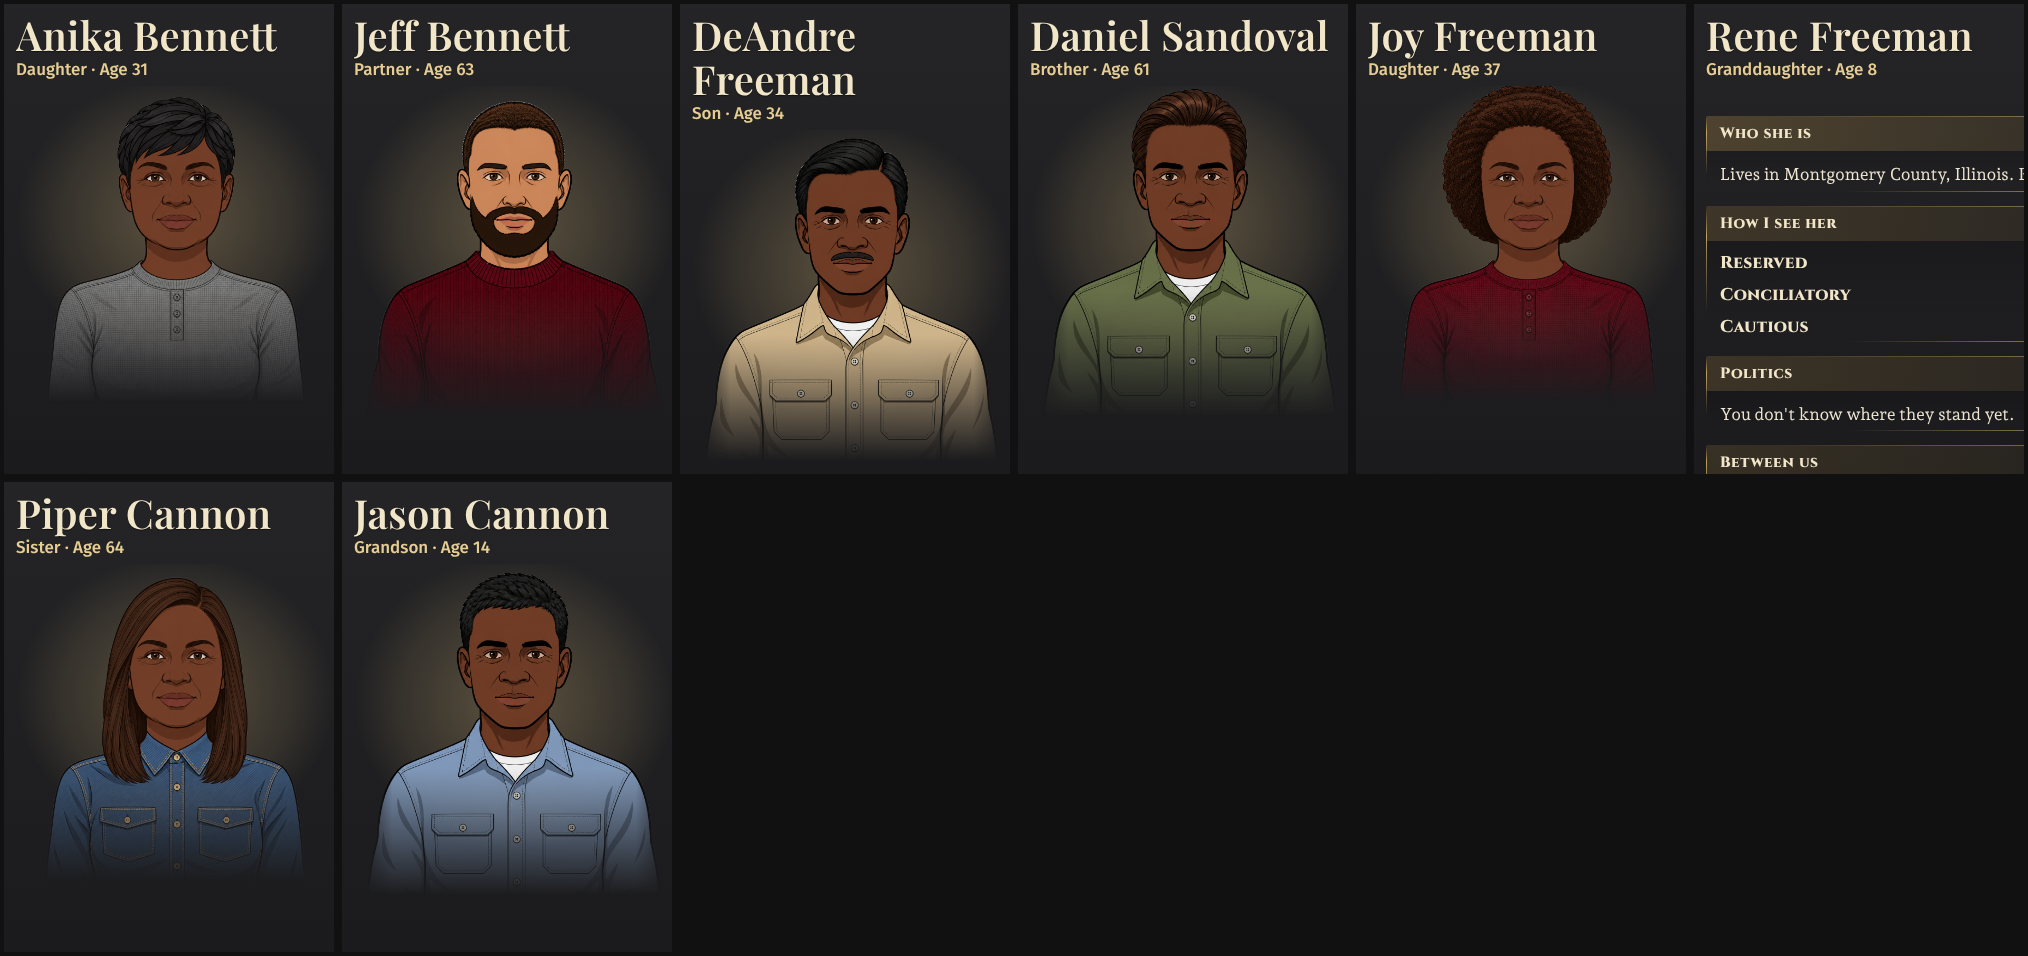 Anika Bennett
Daughter · Age 31
Jeff Bennett
Partner · Age 63
DeAndre
Freeman
Son · Age 34
Daniel Sandoval
Brother · Age 61
Joy Freeman
Daughter · Age 37
Rene Freeman
Granddaughter · Age 8
Who she is
Lives in Montgomery County, Illinois.
How I see her
Reserved
Conciliatory
Cautious
Politics
You don't know where they stand yet.
Between us
Piper Cannon
Sister · Age 64
Jason Cannon
Grandson · Age 14